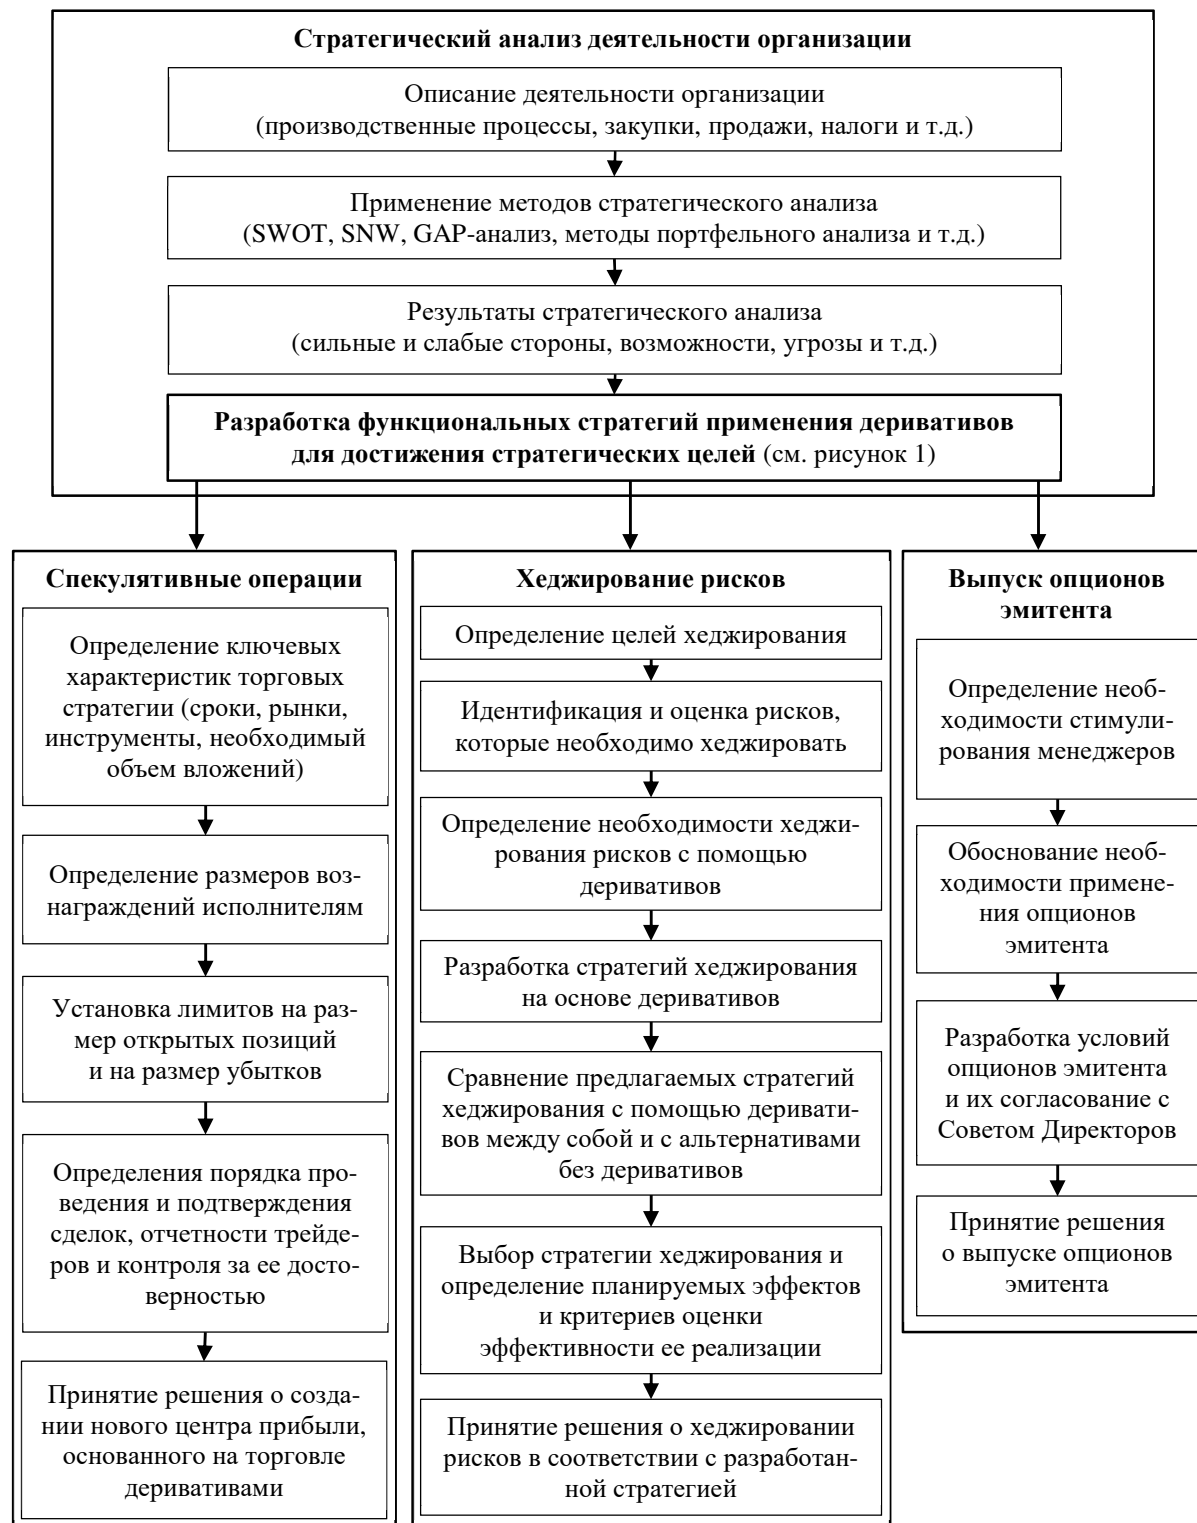 Стратегический анализ деятельности организации
Описание деятельности организации
(производственные процессы, закупки, продажи, налоги и т.д.)
Применение методов стратегического анализа
(SWOT, SNW, GAP-анализ, методы портфельного анализа и т.д.)
Результаты стратегического анализа
(сильные и слабые стороны, возможности, угрозы и т.д.)
Разработка функциональных стратегий применения деривативов
для достижения стратегических целей (см. рисунок 1)
Спекулятивные операции
Определение ключевых
характеристик торговых
стратегии (сроки, рынки,
инструменты, необходимый
объем вложений)
Определение размеров воз-
награждений исполнителям
Установка лимитов на раз-
мер открытых позиций
и на размер убытков
Определения порядка про-
ведения и подтверждения
сделок, отчетности трейде-
ров и контроля за ее досто-
верностью
Принятие решения о созда-
нии нового центра прибыли,
основанного на торговле
деривативами
Хеджирование рисков
Определение целей хеджирования
Идентификация и оценка рисков,
которые необходимо хеджировать
Определение необходимости хеджи-
рования рисков с помощью
деривативов
Разработка стратегий хеджирования
на основе деривативов
Сравнение предлагаемых стратегий
хеджирования с помощью деривати-
вов между собой и с альтернативами
без деривативов
Выбор стратегии хеджирования и
определение планируемых эффектов
и критериев оценки
эффективности ее реализации
Принятие решения о хеджировании
рисков в соответствии с разработан-
ной стратегией
Выпуск опционов
эмитента
Определение необ-
ходимости стимули-
рования менеджеров
Обоснование необ-
ходимости примене-
ния опционов
эмитента
Разработка условий
опционов эмитента
и их согласование с
Советом Директоров
Принятие решения
о выпуске опционов
эмитента